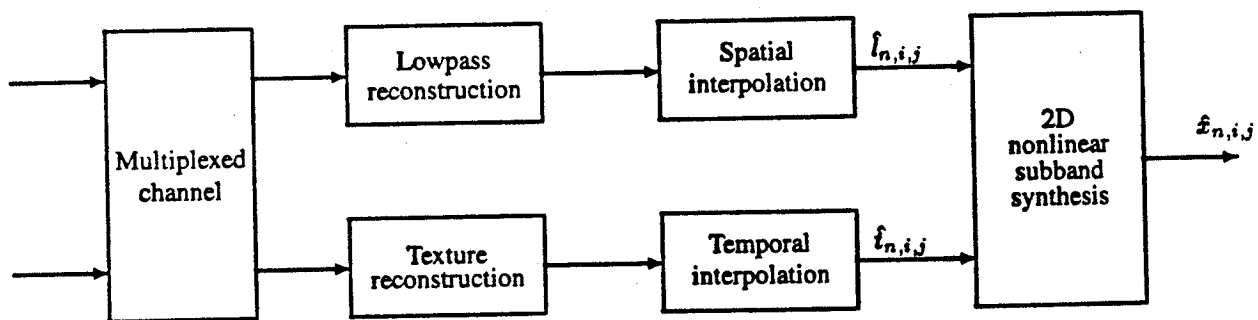 Multiplexed
channel
Lowpass
reconstruction
Spatial
interpolation
l̂n,i,j
Texture
reconstruction
Temporal
interpolation
t̂n,i,j
2D
nonlinear
subband
synthesis
x̂n,i,j